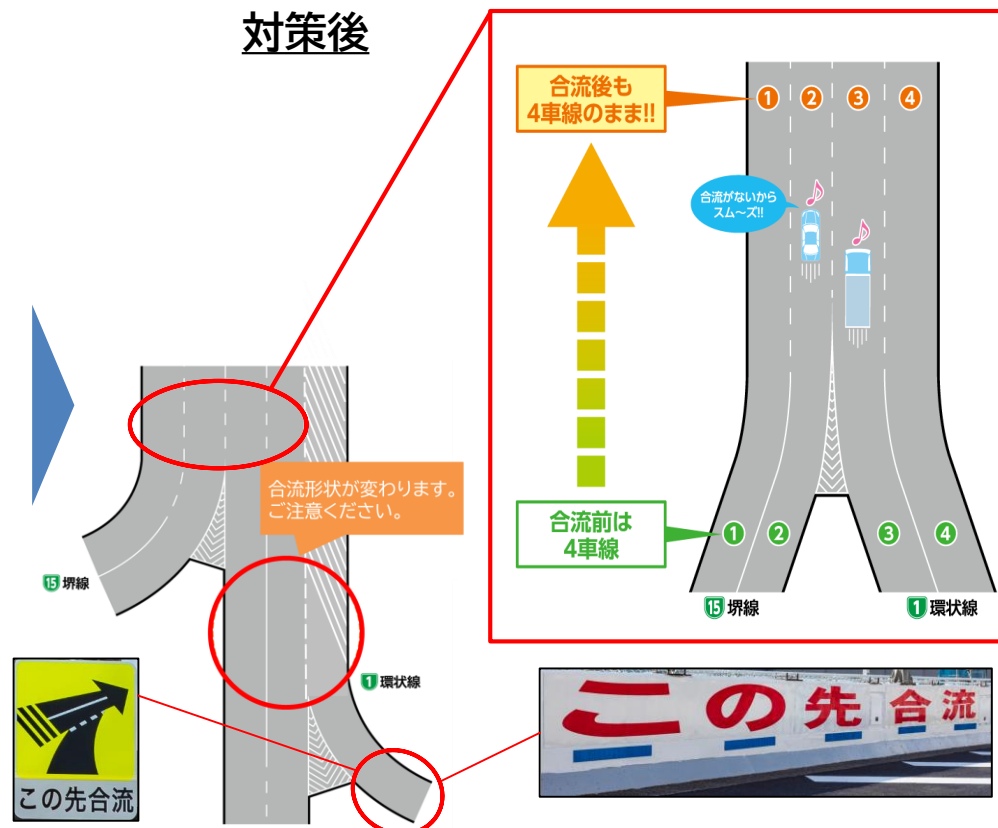 対策後
合流後も
4車線のまま!!
1 2 3 4
合流がないから
スム〜ズ!!
合流前は
4車線
1 2 3 4
15 堺線
1 環状線
合流形状が変わります。
ご注意ください。
15 堺線
1 環状線
この先合流
この先合流